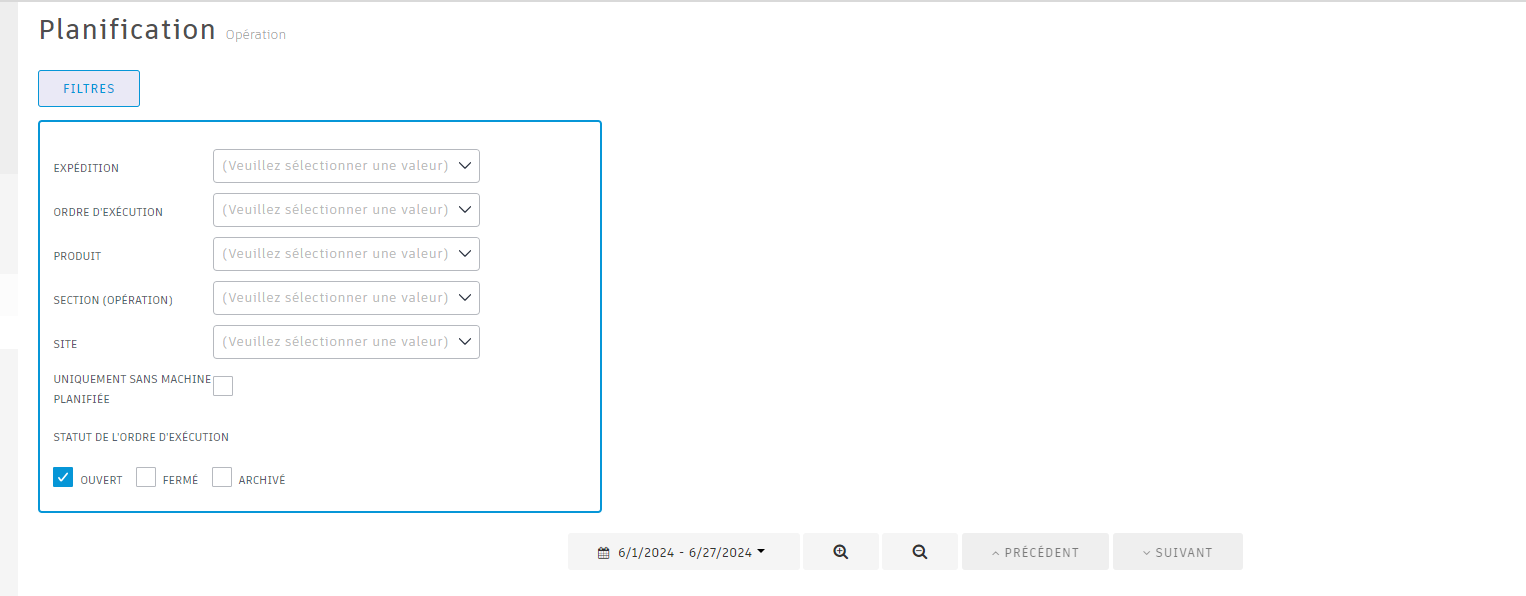 Planification Opération
FILTRES
EXPÉDITION (Veuillez sélectionner une valeur)
ORDRE D'EXÉCUTION (Veuillez sélectionner une valeur)
PRODUIT (Veuillez sélectionner une valeur)
SECTION (OPÉRATION) (Veuillez sélectionner une valeur)
SITE (Veuillez sélectionner une valeur)
UNIQUEMENT SANS MACHINE
PLANIFIÉE
STATUT DE L'ORDRE D'EXÉCUTION
OUVERT FERMÉ ARCHIVÉ
6/1/2024 - 6/27/2024 PRÉCÉDENT SUIVANT